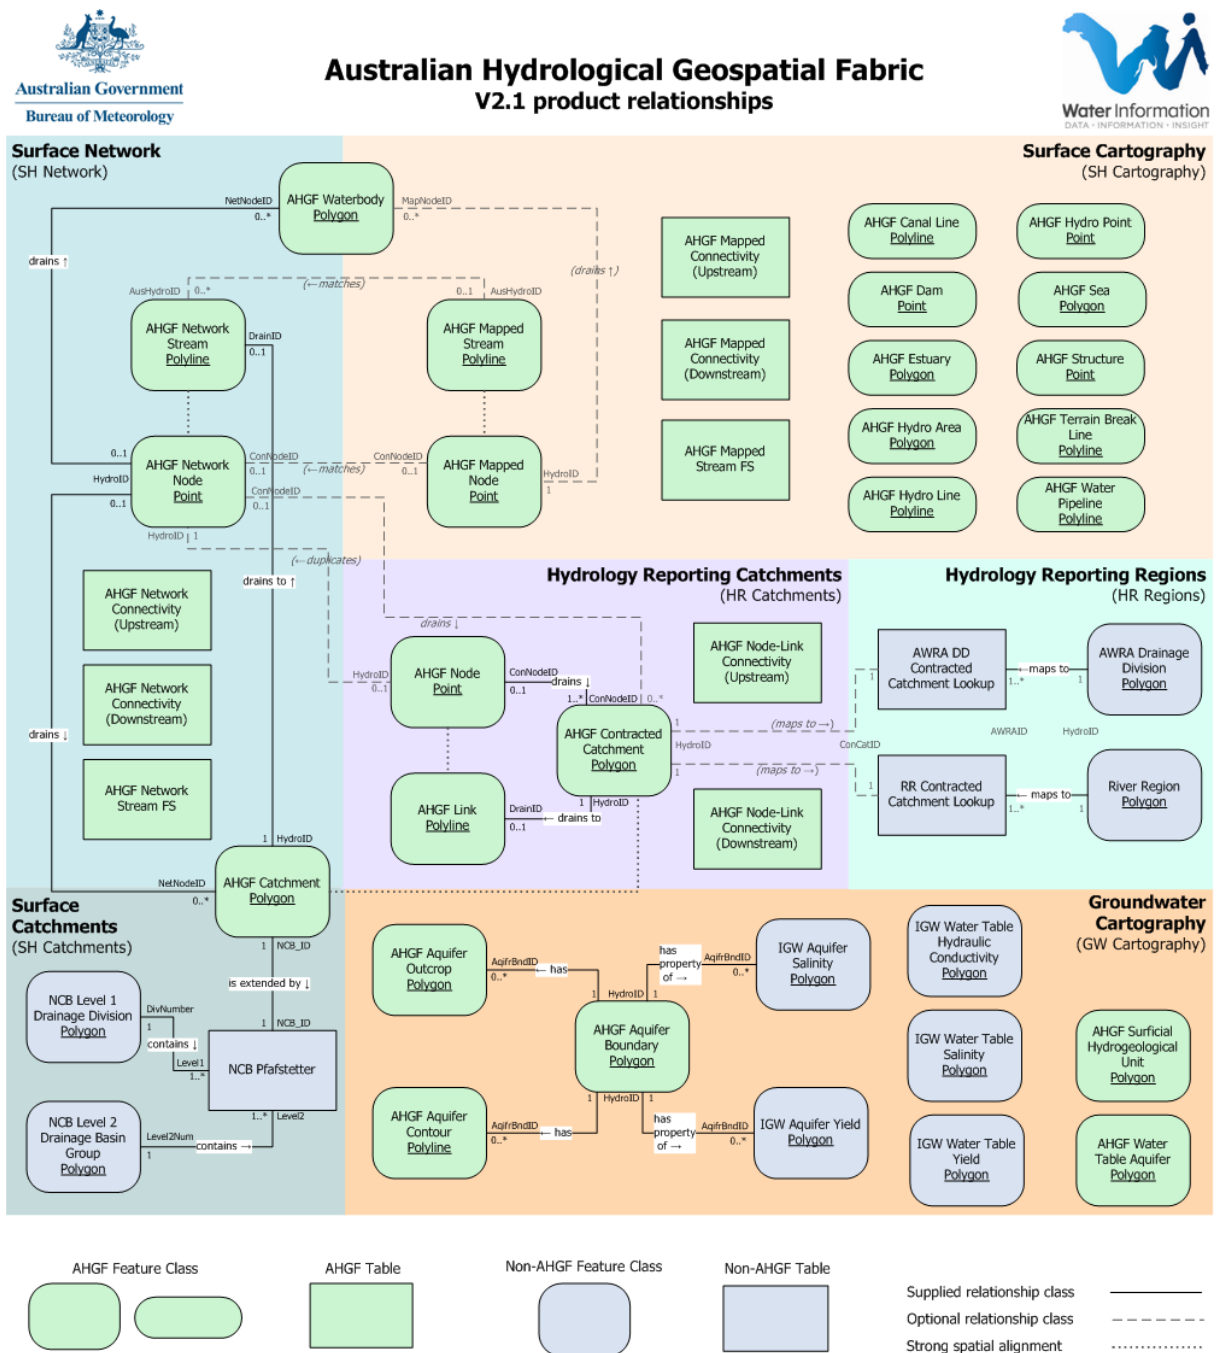 Australian Government
Bureau of Meteorology
Australian Hydrological Geospatial Fabric
V2.1 product relationships
Water Information
DATA · INFORMATION · INSIGHT
Surface Network
(SH Network)
Surface Cartography
(SH Cartography)
NetNodeID
0..*
AHGF Waterbody
Polygon
MapNodeID
0..*
drains ↑
(drains ↑)
AHGF Mapped
Connectivity
(Upstream)
AHGF Canal Line
Polyline
AHGF Hydro Point
Point
AusHydroID
0..*
(←matches)
0..1
AusHydroID
AHGF Dam
Point
AHGF Sea
Polygon
AHGF Network
Stream
Polyline
DrainID
0..1
AHGF Mapped
Stream
Polyline
AHGF Mapped
Connectivity
(Downstream)
AHGF Estuary
Polygon
AHGF Structure
Point
AHGF Hydro Area
Polygon
AHGF Terrain Break
Line
Polyline
0..1
HydroID
0..1
AHGF Network
Node
Point
ConNodeID
0..1
(←matches)
ConNodeID
0..1
AHGF Mapped
Node
Point
HydroID
1
AHGF Mapped
Stream FS
ConNodeID
0..1
AHGF Hydro Line
Polyline
AHGF Water
Pipeline
Polyline
HydroID
1
(←duplicates)
drains to ↑
Hydrology Reporting Catchments
(HR Catchments)
Hydrology Reporting Regions
(HR Regions)
AHGF Network
Connectivity
(Upstream)
drains ↓
AHGF Network
Connectivity
(Downstream)
drains ↓
AHGF Network
Stream FS
HydroID
0..1
AHGF Node
Point
ConNodeID
0..1
drains ↓
1..*
ConNodeID
0..*
AHGF Node-Link
Connectivity
(Upstream)
AWRA DD
Contracted
Catchment Lookup
1
1..*
←maps to
1
AWRA Drainage
Division
Polygon
AHGF Contracted
Catchment
Polygon
1
HydroID
1
(maps to →)
ConCatID
(maps to →)
AWRAID
HydroID
1
RR Contracted
Catchment Lookup
1..*
← maps to
1
River Region
Polygon
AHGF Link
Polyline
DrainID
0..1
← drains to
1
HydroID
AHGF Node-Link
Connectivity
(Downstream)
1
HydroID
NetNodeID
0..*
AHGF Catchment
Polygon
Surface
Catchments
(SH Catchments)
Groundwater
Cartography
(GW Cartography)
1
NCB_ID
is extended by ↓
1
NCB_ID
NCB Level 1
Drainage Division
Polygon
DivNumber
1
contains ↓
Level1
1..*
NCB Pfafstetter
1..*
Level2
NCB Level 2
Drainage Basin
Group
Polygon
Level2Num
1
contains →
AHGF Aquifer
Outcrop
Polygon
AqifrBndID
0..*
← has
1
HydroID
1
has
property
of →
AqifrBndID
0..*
IGW Aquifer
Salinity
Polygon
IGW Water Table
Hydraulic
Conductivity
Polygon
AHGF Aquifer
Boundary
Polygon
IGW Water Table
Salinity
Polygon
AHGF Surficial
Hydrogeological
Unit
Polygon
AHGF Aquifer
Contour
Polyline
AqifrBndID
0..*
← has
1
HydroID
1
has
property
of →
AqifrBndID
0..*
IGW Aquifer Yield
Polygon
IGW Water Table
Yield
Polygon
AHGF Water
Table Aquifer
Polygon
AHGF Feature Class
AHGF Table
Non-AHGF Feature Class
Non-AHGF Table
Supplied relationship class
Optional relationship class
Strong spatial alignment